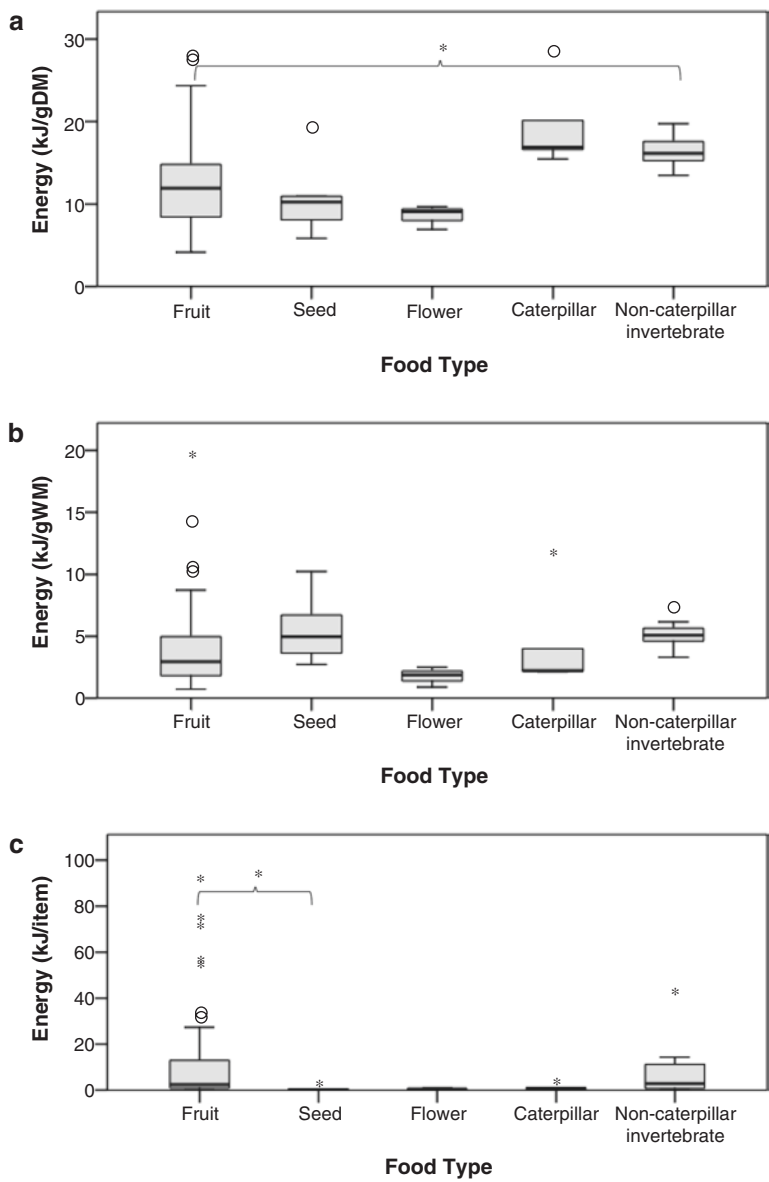 a
Energy (kJ/gDM)
30
20
10
0
*
Fruit
Seed
Flower
Caterpillar
Non-caterpillar
invertebrate
Food Type
b
Energy (kJ/gWM)
20
15
10
5
0
*
*
Fruit
Seed
Flower
Caterpillar
Non-caterpillar
invertebrate
Food Type
c
Energy (kJ/item)
100
80
60
40
20
0
*
*
*
*
*
*
*
*
*
Fruit
Seed
Flower
Caterpillar
Non-caterpillar
invertebrate
Food Type